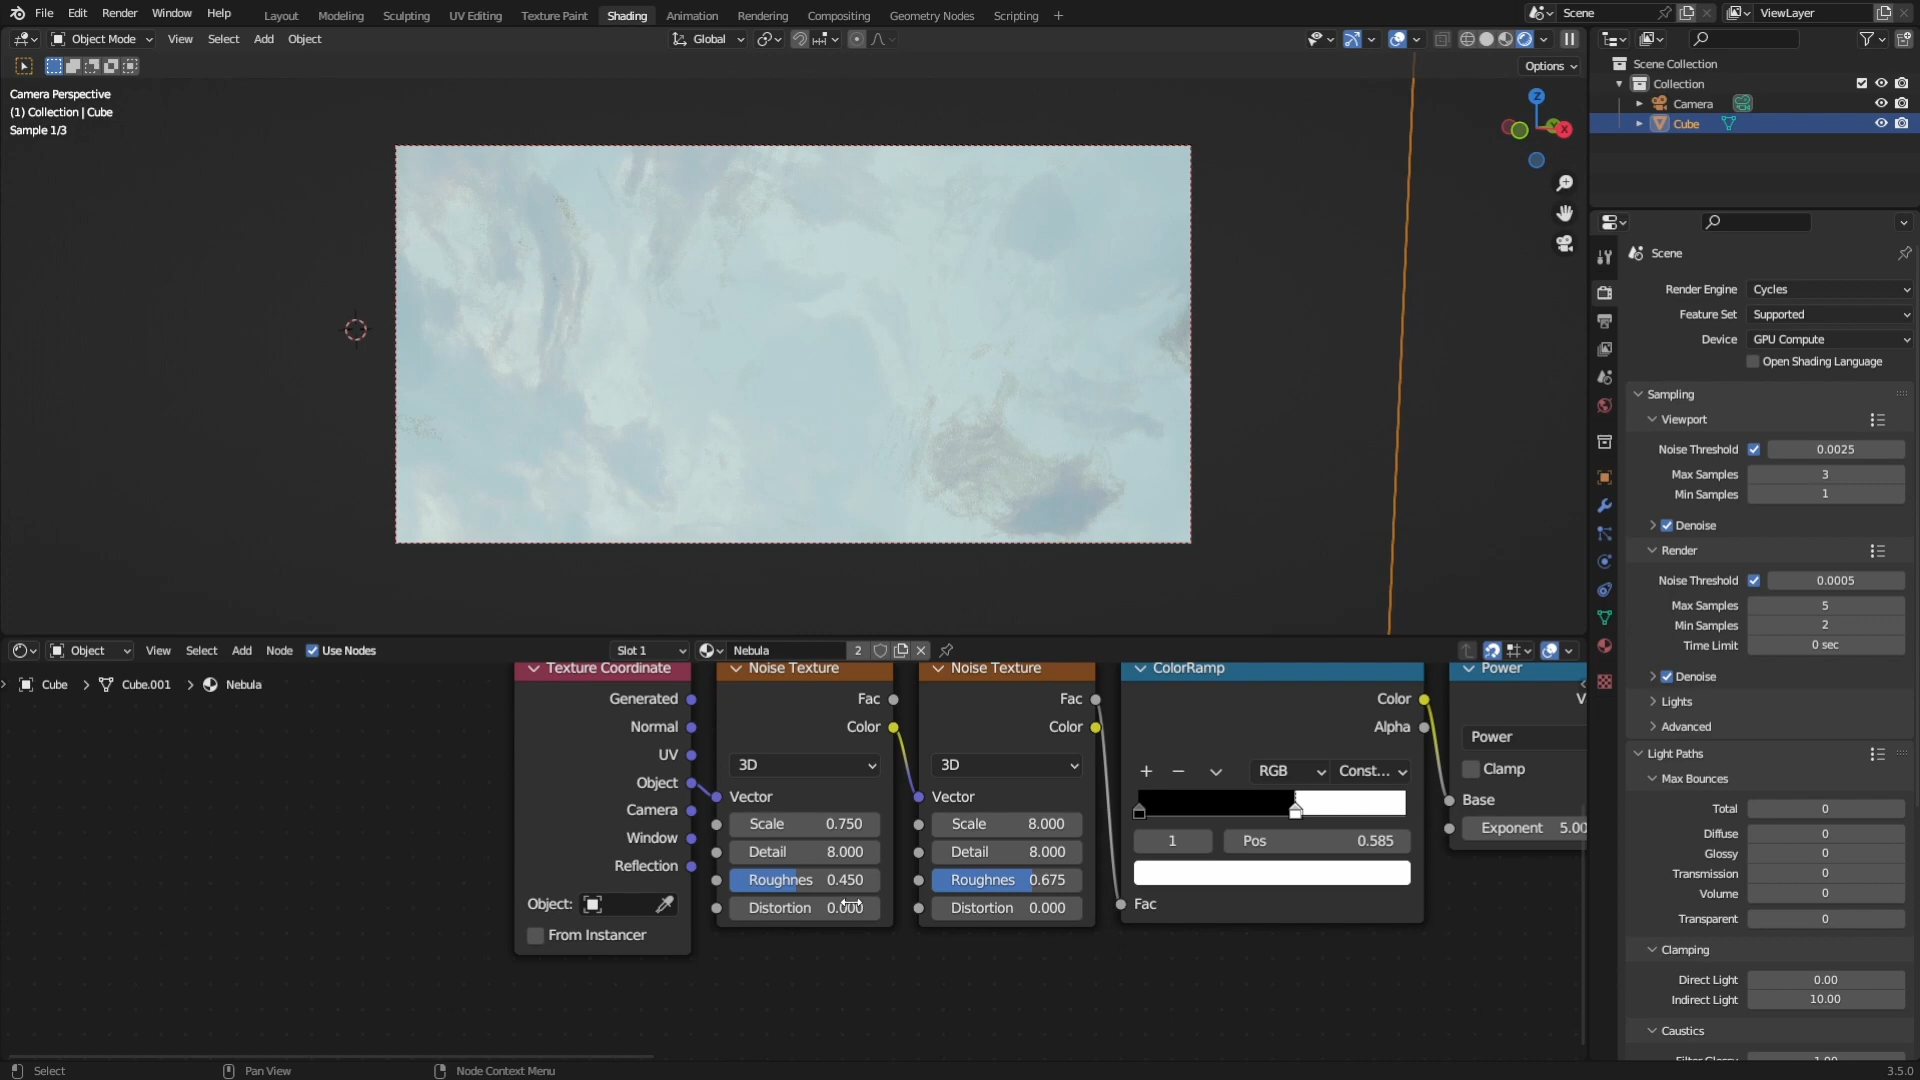 File Edit Render Window Help Layout Modeling Sculpting UV Editing Texture Paint Shading Animation Rendering Compositing Geometry Nodes Scripting + Scene ViewLayer
Object Mode View Select Add Object Global
Options
Camera Perspective
(1) Collection | Cube
Sample 1/3
Z
X
Scene Collection
Collection
Camera
Cube
Scene
Render Engine Cycles
Feature Set Supported
Device GPU Compute
Open Shading Language
Sampling
Viewport
Noise Threshold 0.0025
Max Samples 3
Min Samples 1
Denoise
Render
Noise Threshold 0.0005
Max Samples 5
Min Samples 2
Time Limit 0 sec
Denoise
Lights
Advanced
Light Paths
Max Bounces
Total 0
Diffuse 0
Glossy 0
Transmission 0
Volume 0
Transparent 0
Clamping
Direct Light 0.00
Indirect Light 10.00
Caustics
Object View Select Add Node Use Nodes Slot 1 Nebula 2
Cube > Cube.001 > Nebula
Texture Coordinate
Generated
Normal
UV
Object
Camera
Window
Reflection
Object:
From Instancer
Noise Texture
Fac
Color
3D
Vector
Scale 0.750
Detail 8.000
Roughnes 0.450
Distortion 0.000
Noise Texture
Fac
Color
3D
Vector
Scale 8.000
Detail 8.000
Roughnes 0.675
Distortion 0.000
ColorRamp
Color
Alpha
+ − RGB Const...
1 Pos 0.585
Fac
Power
V
Power
Clamp
Base
Exponent 5.00
Select Pan View Node Context Menu 3.5.0